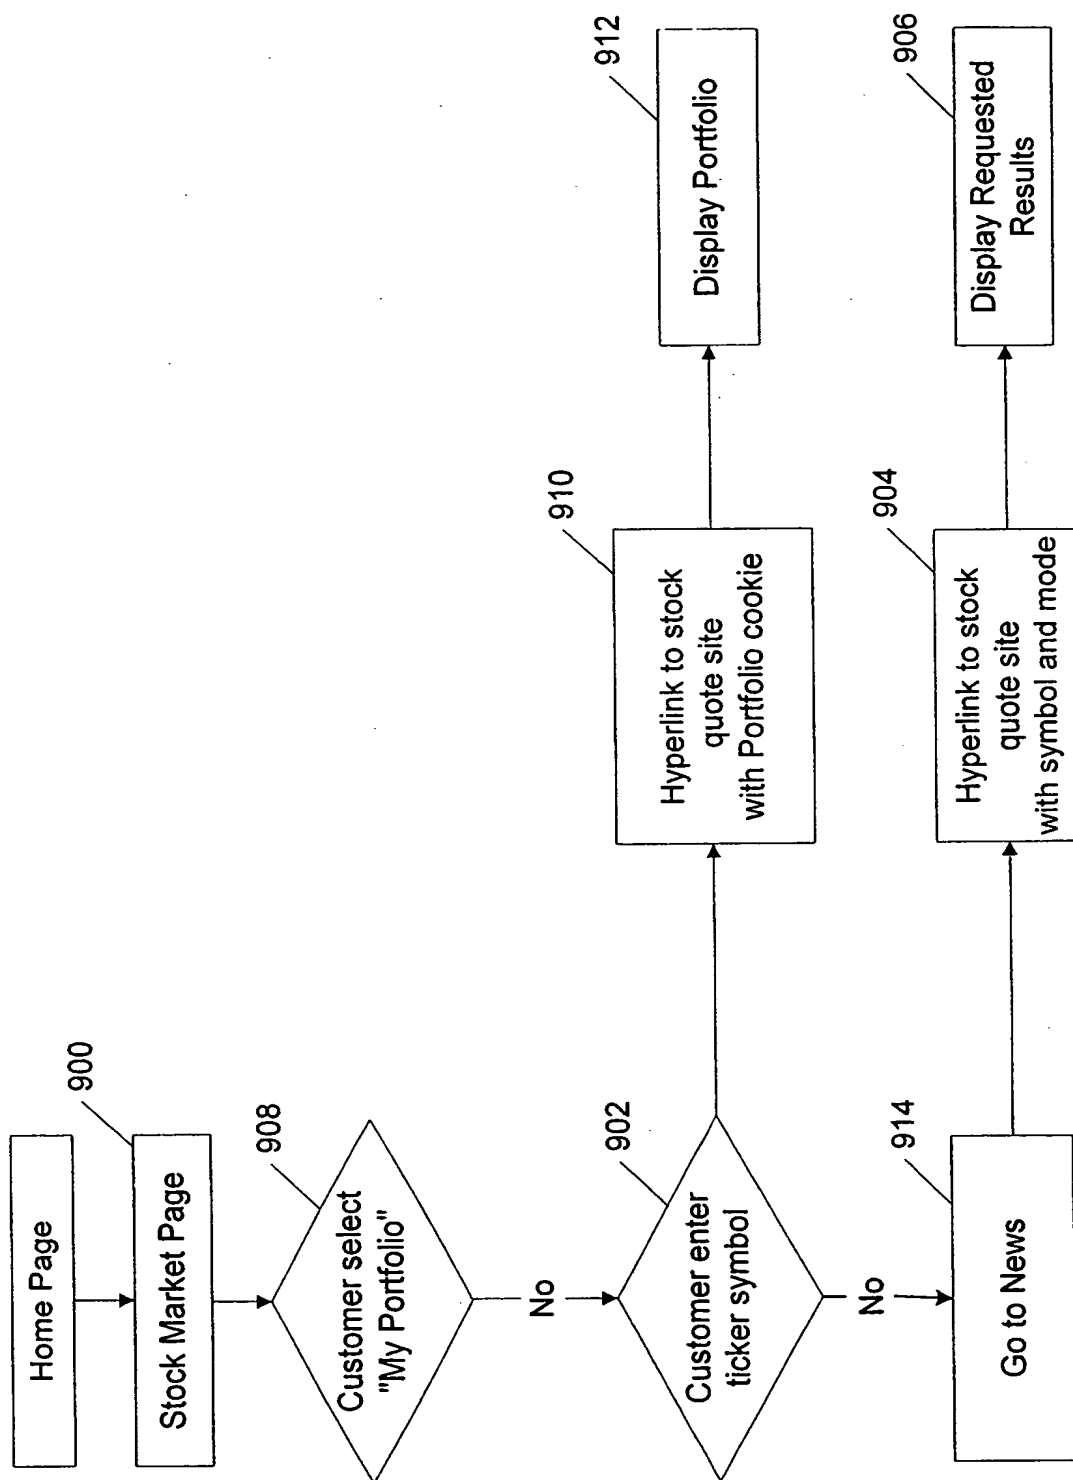 Home Page
900
Stock Market Page
908
Customer select
"My Portfolio"
No
902
Customer enter
ticker symbol
910
Hyperlink to stock
quote site
with Portfolio cookie
912
Display Portfolio
No
914
Go to News
904
Hyperlink to stock
quote site
with symbol and mode
906
Display Requested
Results